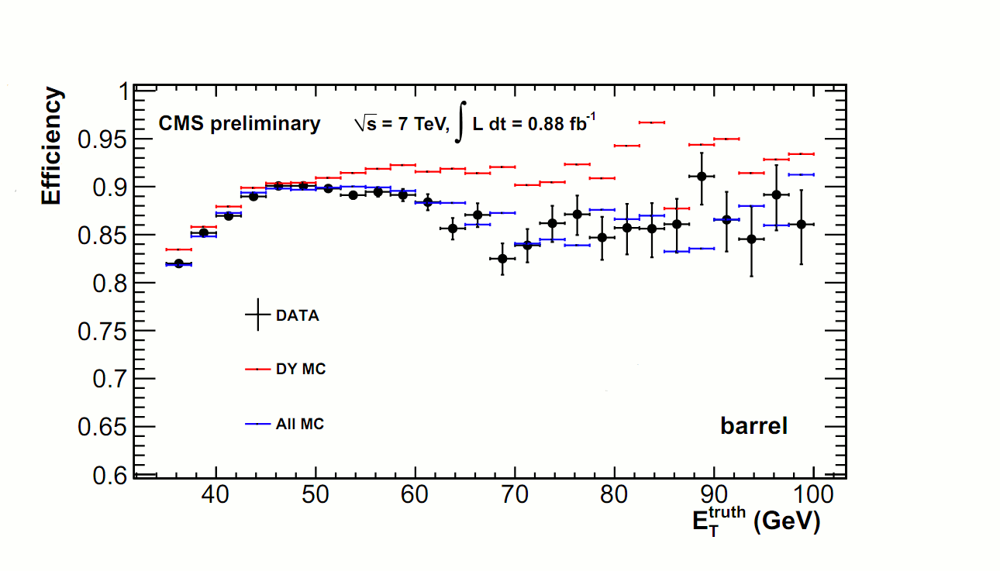 Efficiency
1
0.95
0.9
0.85
0.8
0.75
0.7
0.65
0.6
CMS preliminary √s = 7 TeV, ∫ L dt = 0.88 fb⁻¹
DATA
DY MC
All MC
barrel
40 50 60 70 80 90 100
E_T^truth (GeV)